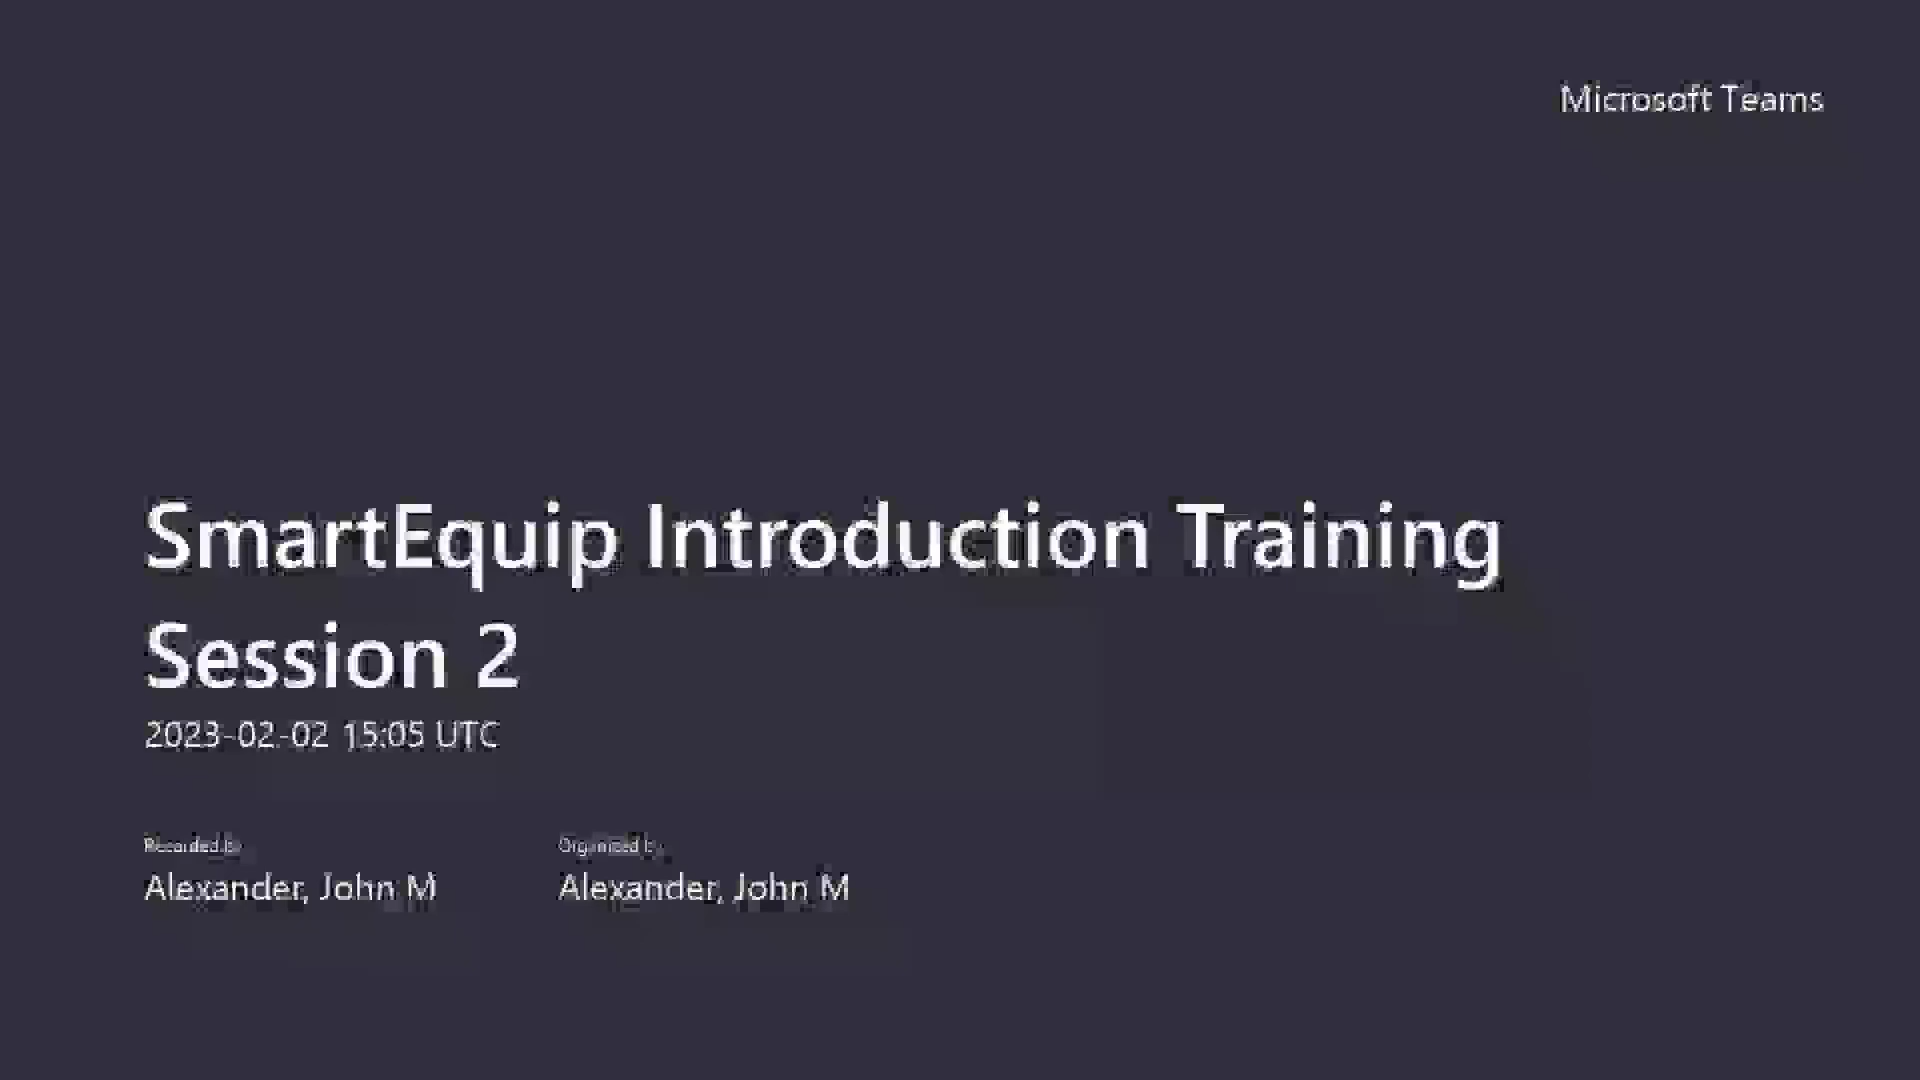 Microsoft Teams
SmartEquip Introduction Training
Session 2
2023-02-02 15:05 UTC
Recorded by
Organized by
Alexander, John M
Alexander, John M